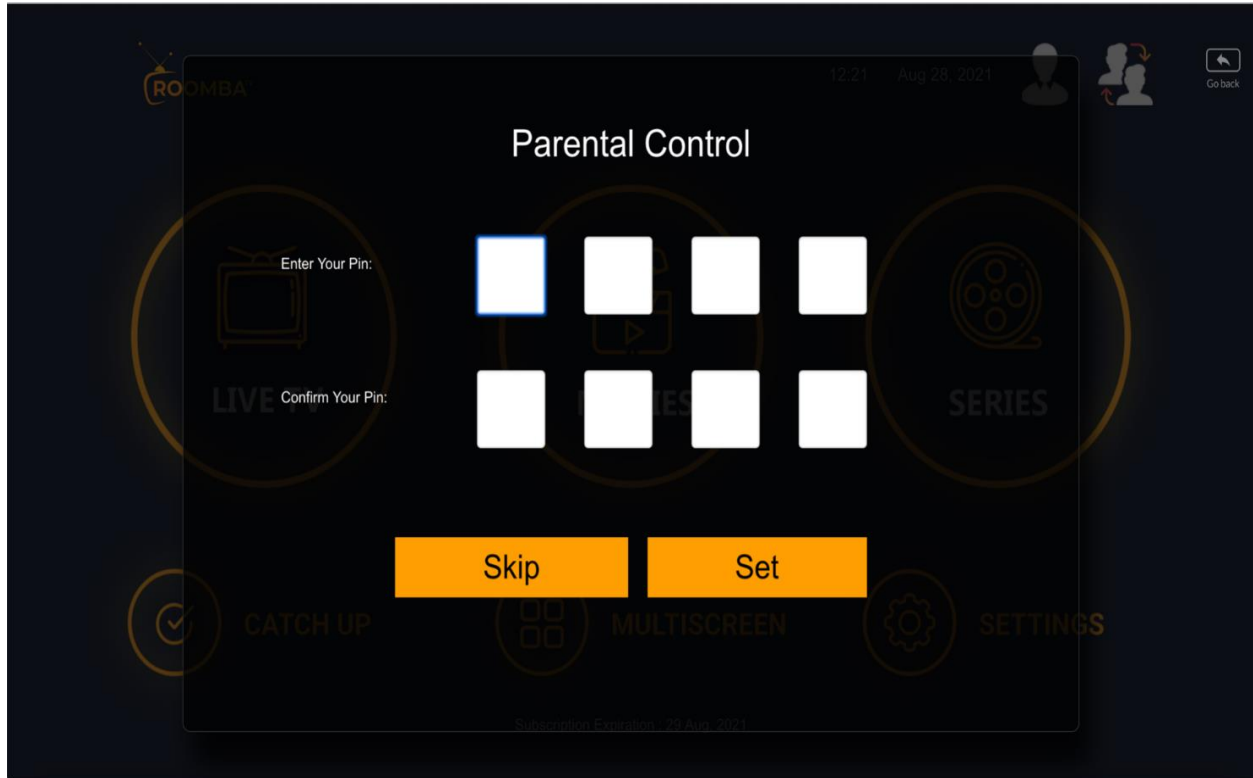 ROOMBA
12:21 Aug 28, 2021
Go back
Parental Control
Enter Your Pin:
LIVE TV
Confirm Your Pin:
SERIES
Skip
Set
CATCH UP
MULTISCREEN
SETTINGS
Subscription Expiration : 29 Aug, 2021